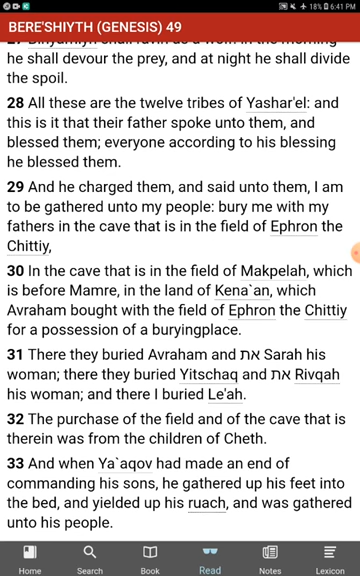 18% 6:41 PM
BERE'SHIYTH (GENESIS) 49
27 Binyamiyn shall ravin as a wolf in the morning
he shall devour the prey, and at night he shall divide
the spoil.
28 All these are the twelve tribes of Yashar'el: and
this is it that their father spoke unto them, and
blessed them; everyone according to his blessing
he blessed them.
29 And he charged them, and said unto them, I am
to be gathered unto my people: bury me with my
fathers in the cave that is in the field of Ephron the
Chittiy,
30 In the cave that is in the field of Makpelah, which
is before Mamre, in the land of Kena`an, which
Avraham bought with the field of Ephron the Chittiy
for a possession of a buryingplace.
31 There they buried Avraham and את Sarah his
woman; there they buried Yitschaq and את Rivqah
his woman; and there I buried Le'ah.
32 The purchase of the field and of the cave that is
therein was from the children of Cheth.
33 And when Ya`aqov had made an end of
commanding his sons, he gathered up his feet into
the bed, and yielded up his ruach, and was gathered
unto his people.
Home Search Book Read Notes Lexicon